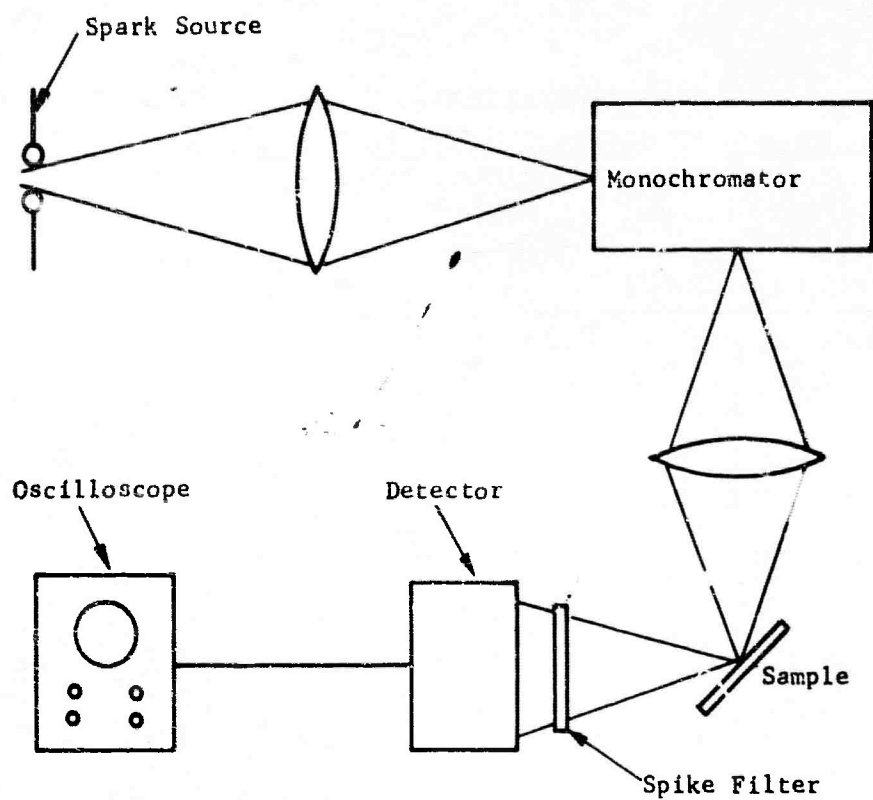 Spark Source
Monochromator
Oscilloscope
Detector
Sample
Spike Filter